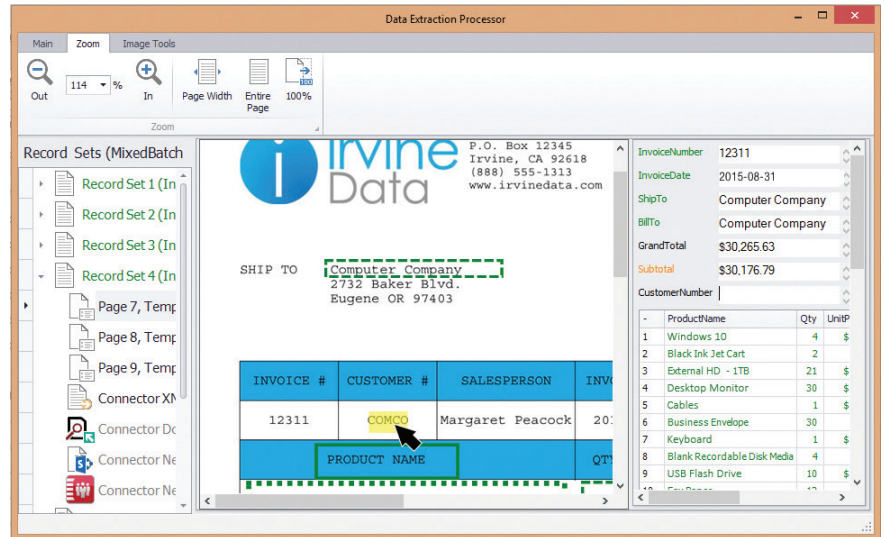 Data Extraction Processor
Main Zoom Image Tools
Out 114 % In Page Width Entire Page 100%
Zoom
Record Sets (MixedBatch
Record Set 1 (In
Record Set 2 (In
Record Set 3 (In
Record Set 4 (In
Page 7, Temp
Page 8, Temp
Page 9, Temp
Connector XM
Connector Do
Connector Ne
Connector Ne
Irvine
Data
P.O. Box 12345
Irvine, CA 92618
(888) 555-1313
www.irvinedata.com
SHIP TO Computer Company
2732 Baker Blvd.
Eugene OR 97403
INVOICE # CUSTOMER # SALESPERSON INVO
12311 COMCO Margaret Peacock 20
PRODUCT NAME QTY
InvoiceNumber 12311
InvoiceDate 2015-08-31
ShipTo Computer Company
BillTo Computer Company
GrandTotal $30,265.63
Subtotal $30,176.79
CustomerNumber
- ProductName Qty UnitP
1 Windows 10 4 $
2 Black Ink Jet Cart 2
3 External HD - 1TB 21 $
4 Desktop Monitor 30 $
5 Cables 1 $
6 Business Envelope 30
7 Keyboard 1 $
8 Blank Recordable Disk Media 4
9 USB Flash Drive 10 $